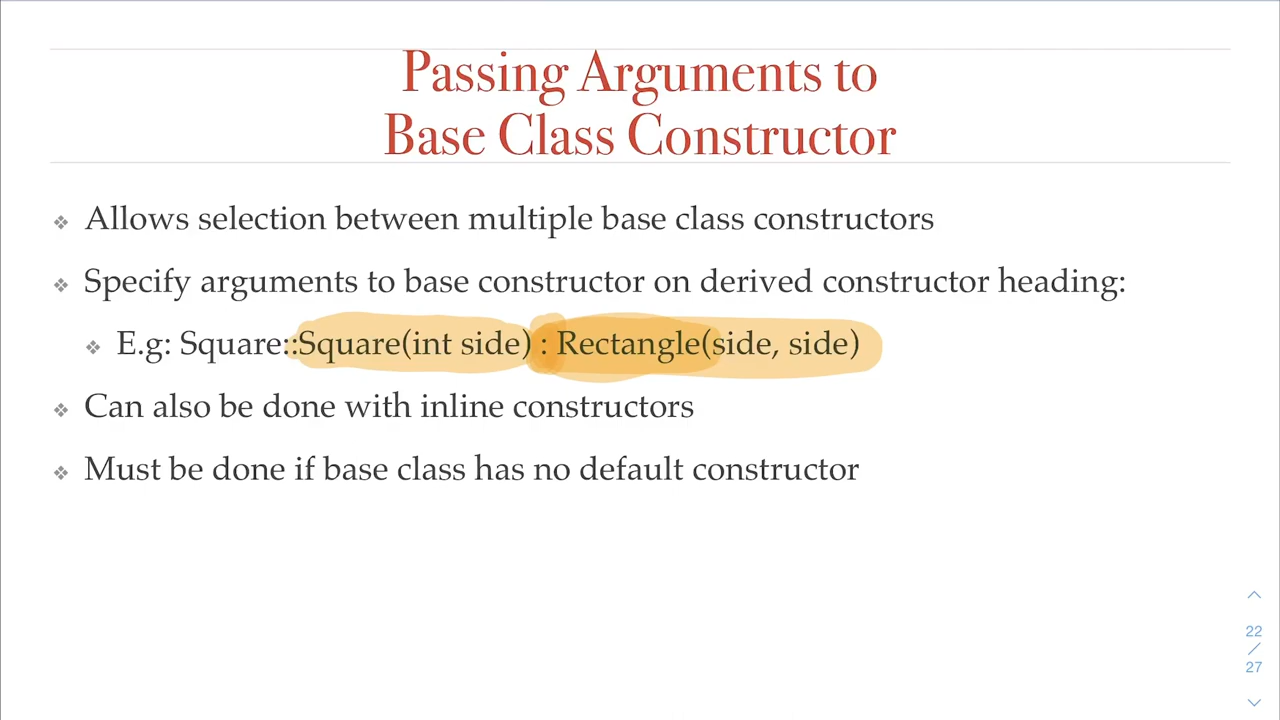 Passing Arguments to
Base Class Constructor
❖ Allows selection between multiple base class constructors
❖ Specify arguments to base constructor on derived constructor heading:
❖ E.g: Square::Square(int side) : Rectangle(side, side)
❖ Can also be done with inline constructors
❖ Must be done if base class has no default constructor
22
/
27